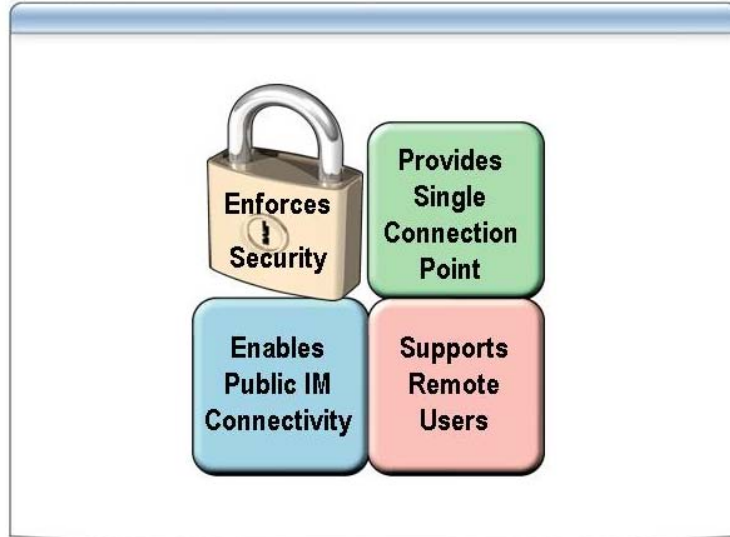 Enforces
Security
Provides
Single
Connection
Point
Enables
Public IM
Connectivity
Supports
Remote
Users